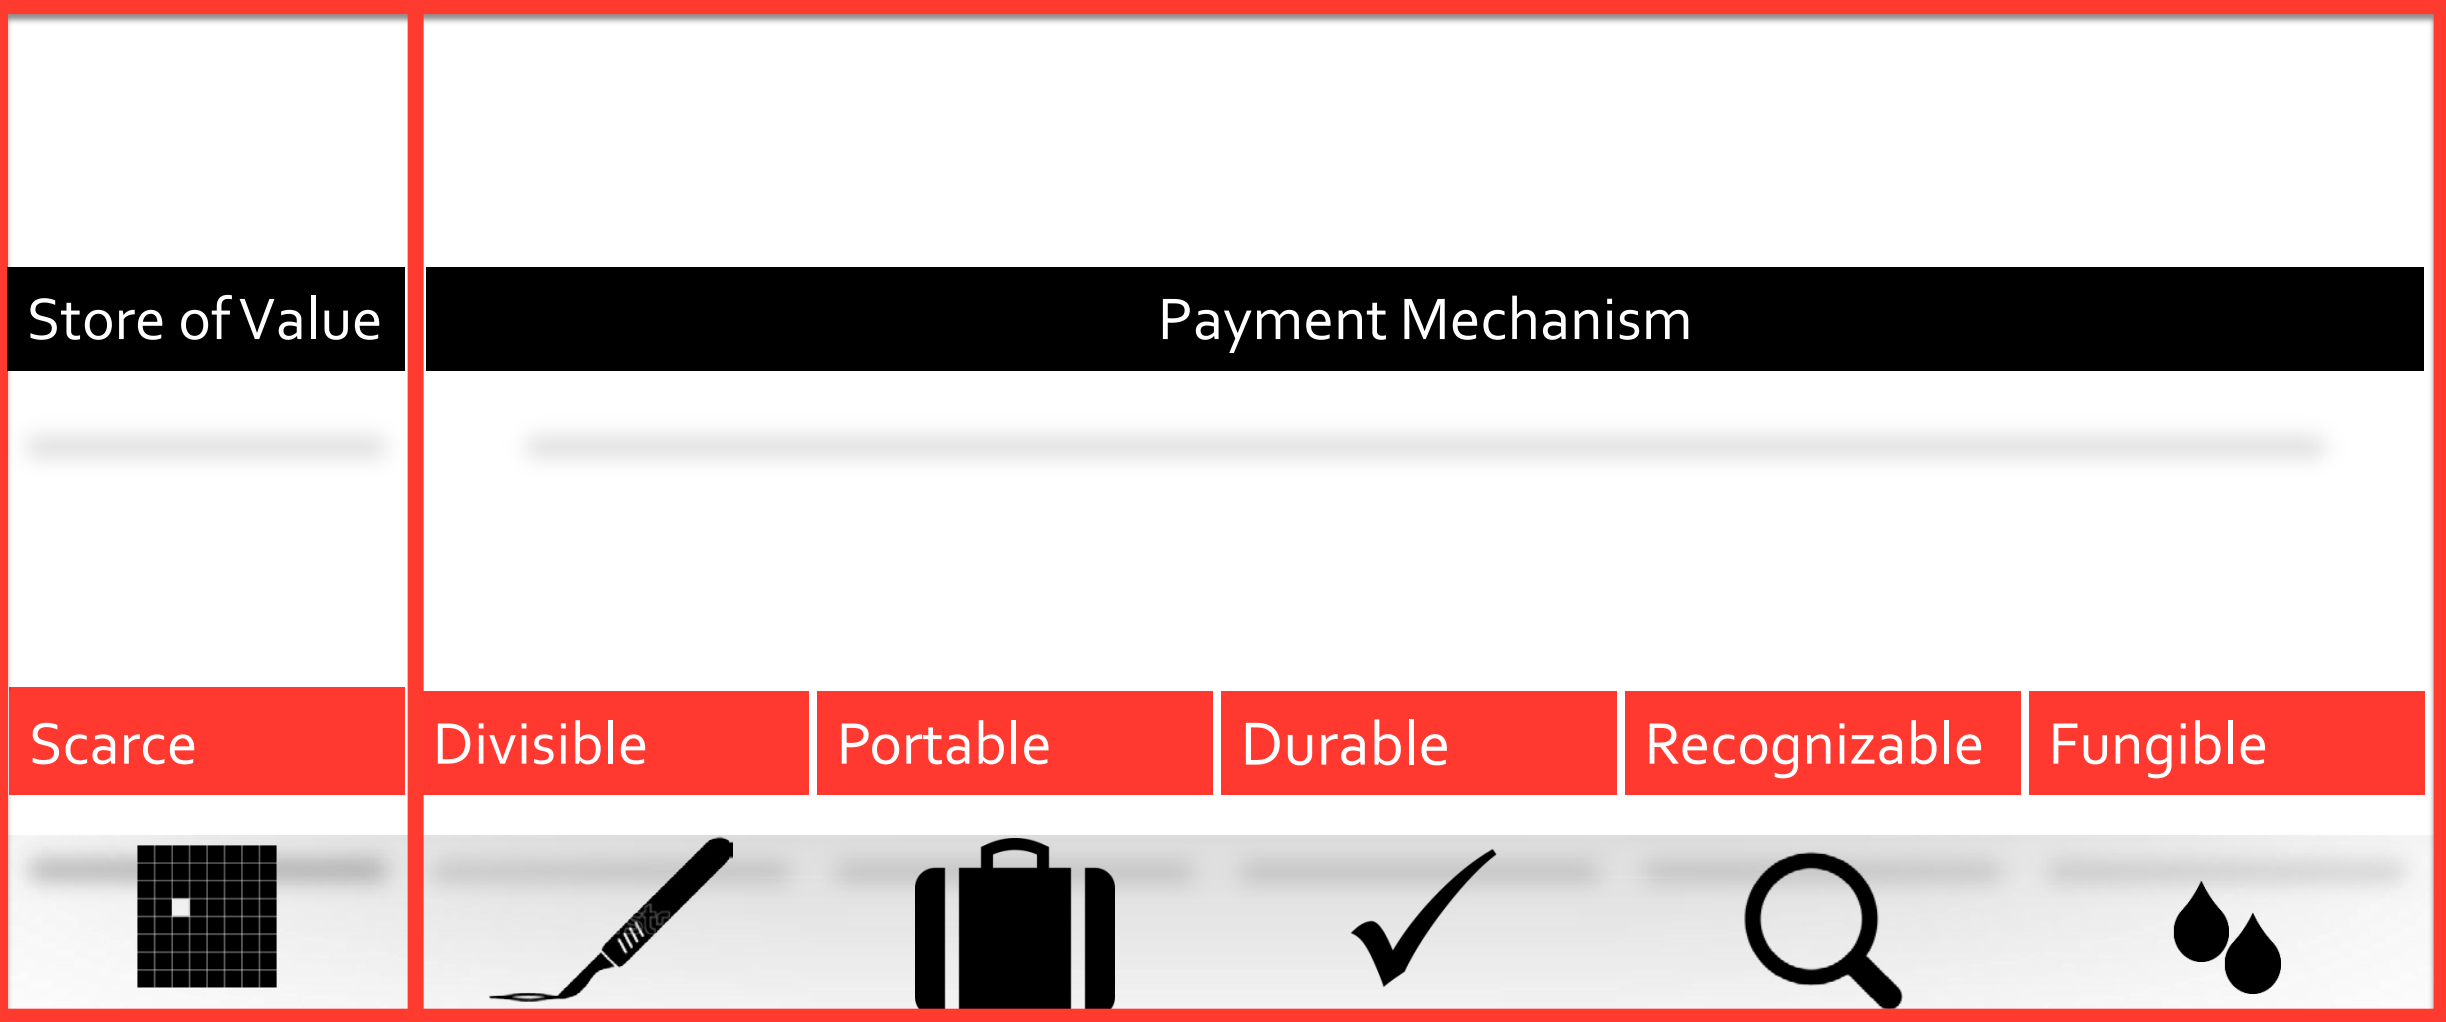 Store of Value
Payment Mechanism
Scarce
Divisible
Portable
Durable
Recognizable
Fungible